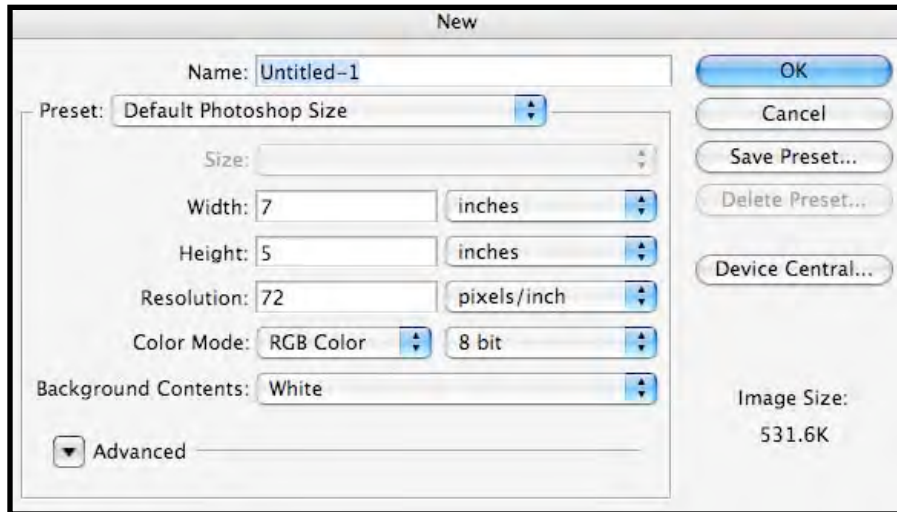 New
Name: Untitled-1
OK
Preset: Default Photoshop Size
Cancel
Size:
Save Preset...
Width: 7 inches
Delete Preset...
Height: 5 inches
Device Central...
Resolution: 72 pixels/inch
Color Mode: RGB Color 8 bit
Background Contents: White
Image Size:
531.6K
Advanced